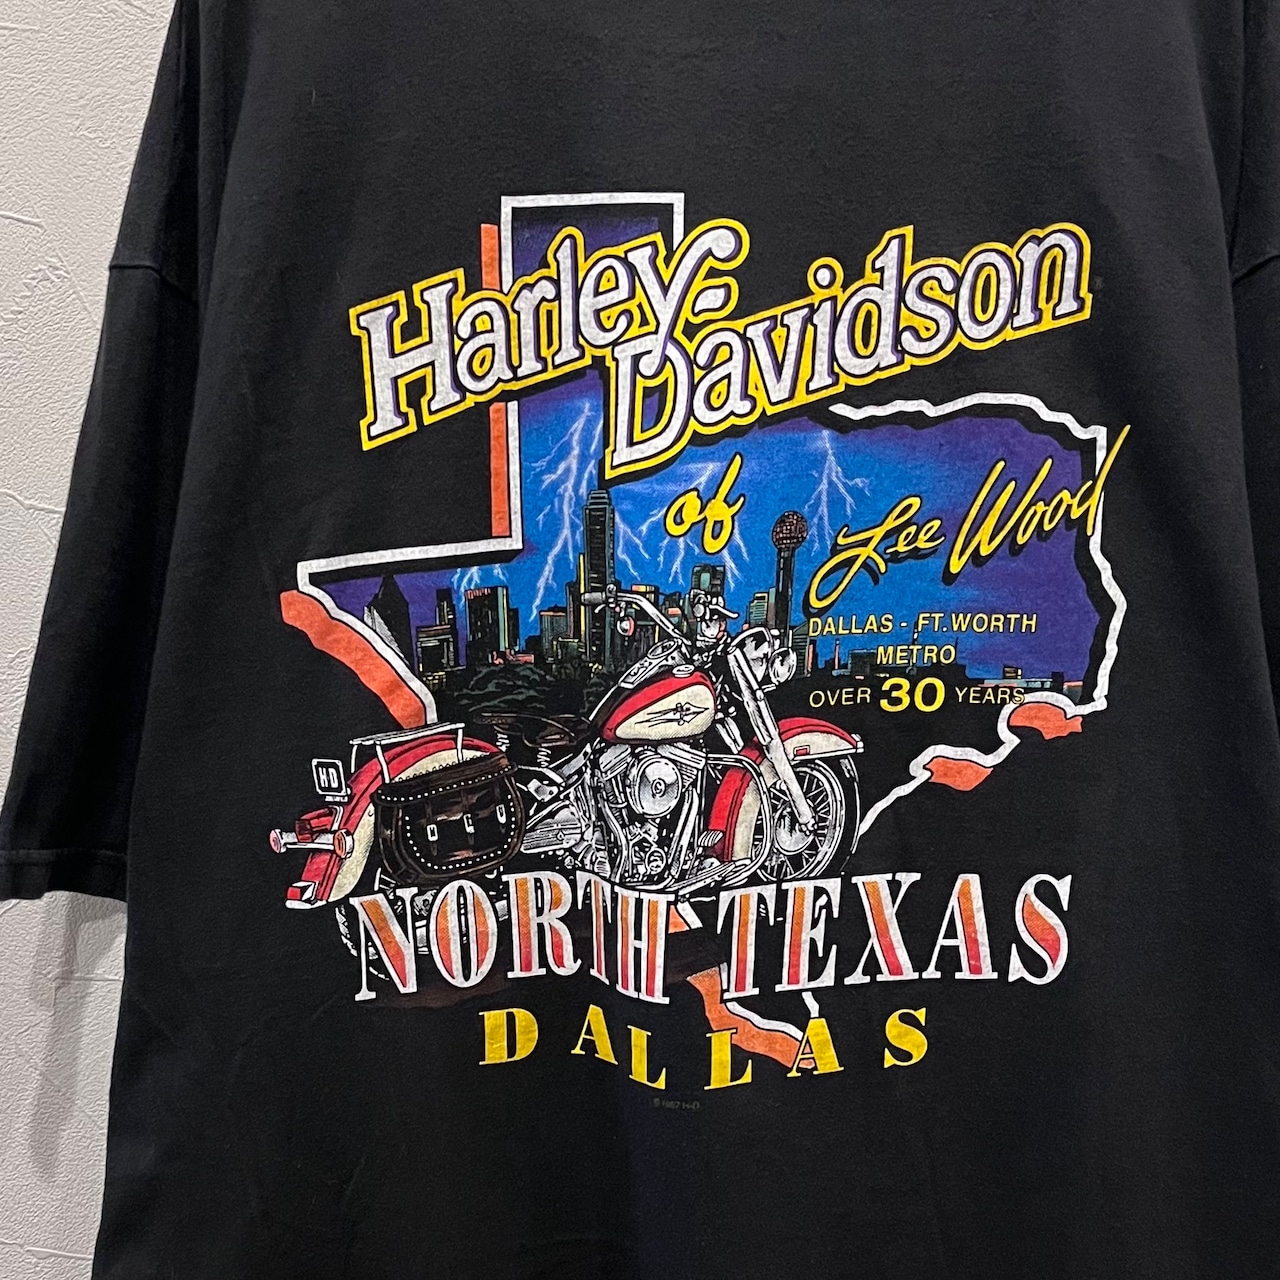 Harley-
Davidson ®
of
Lee Wood
DALLAS - FT.WORTH
METRO
OVER 30 YEARS
HD
NORTH TEXAS
DALLAS